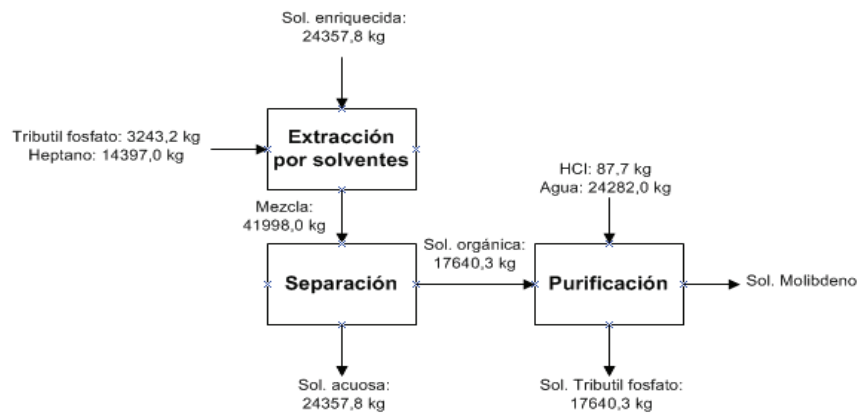 Sol. enriquecida:
24357,8 kg
Tributil fosfato: 3243,2 kg
Heptano: 14397,0 kg
Extracción
por solventes
HCl: 87,7 kg
Agua: 24282,0 kg
Mezcla:
41998,0 kg
Sol. orgánica:
17640,3 kg
Separación
Purificación
Sol. Molibdeno
Sol. acuosa:
24357,8 kg
Sol. Tributil fosfato:
17640,3 kg